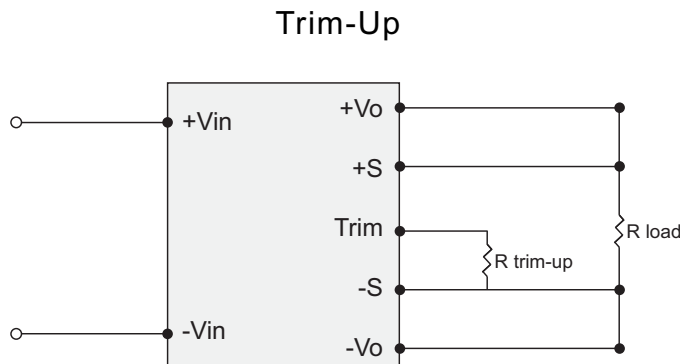 Trim-Up
+Vin
+Vo
+S
Trim
R load
R trim-up
-S
-Vin
-Vo